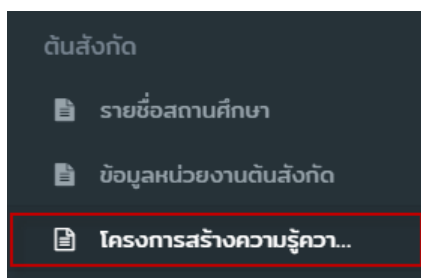 ต้นสังกัด
รายชื่อสถานศึกษา
ข้อมูลหน่วยงานต้นสังกัด
โครงการสร้างความรู้ควา...